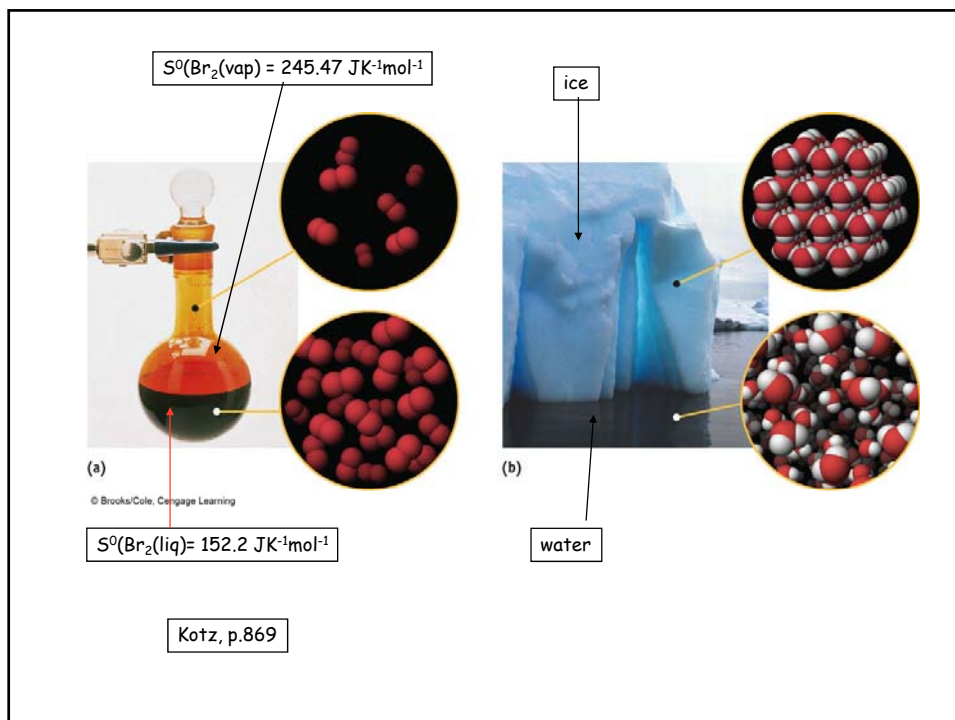 S⁰(Br₂(vap) = 245.47 JK⁻¹mol⁻¹
ice
(a)
(b)
© Brooks/Cole, Cengage Learning
S⁰(Br₂(liq)= 152.2 JK⁻¹mol⁻¹
water
Kotz, p.869